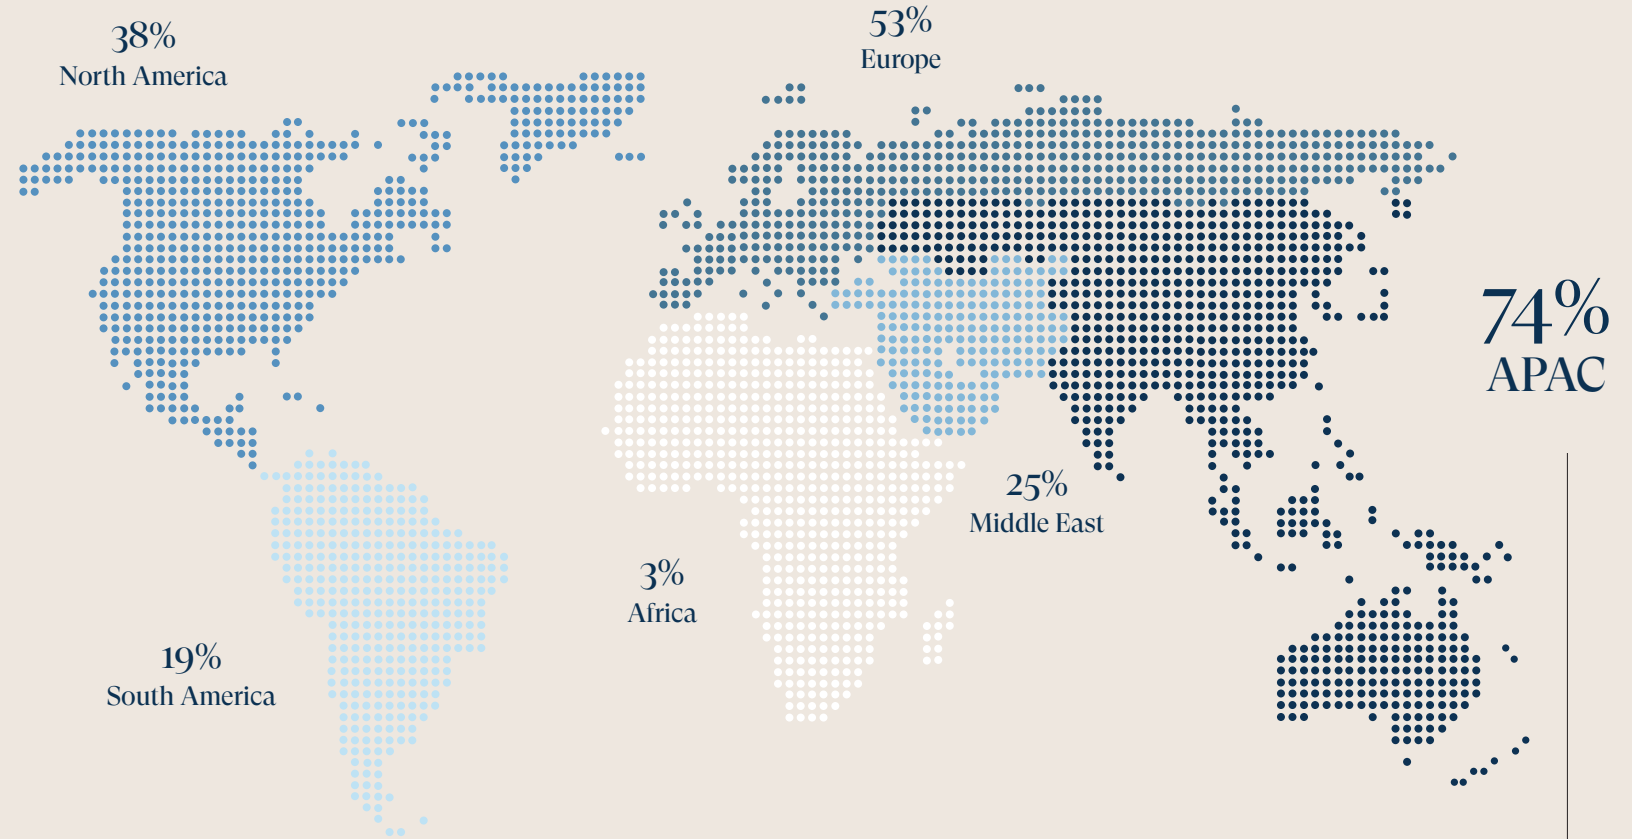 38%
North America
53%
Europe
74%
APAC
25%
Middle East
3%
Africa
19%
South America